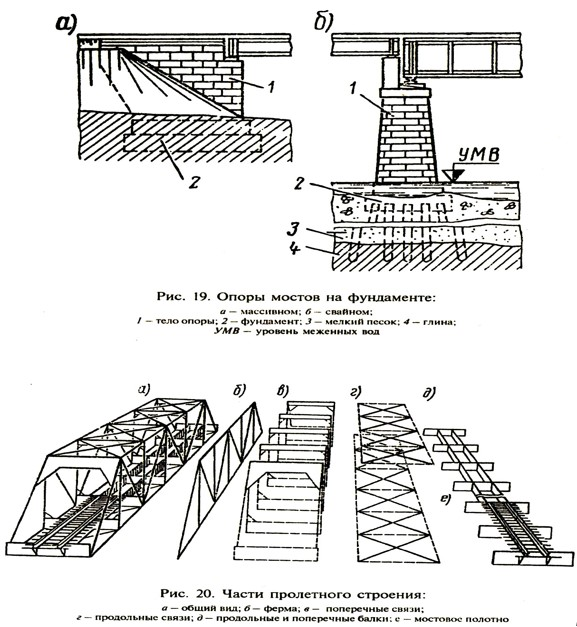 а)
б)
1
1
УМВ
2
2
3
4
Рис. 19. Опоры мостов на фундаменте:
а — массивном; б — свайном;
1 — тело опоры; 2 — фундамент; 3 — мелкий песок; 4 — глина;
УМВ — уровень меженных вод
а) б) в) г) д)
е)
Рис. 20. Части пролетного строения:
а — общий вид; б — ферма; в — поперечные связи;
г — продольные связи; д — продольные и поперечные балки; е — мостовое полотно